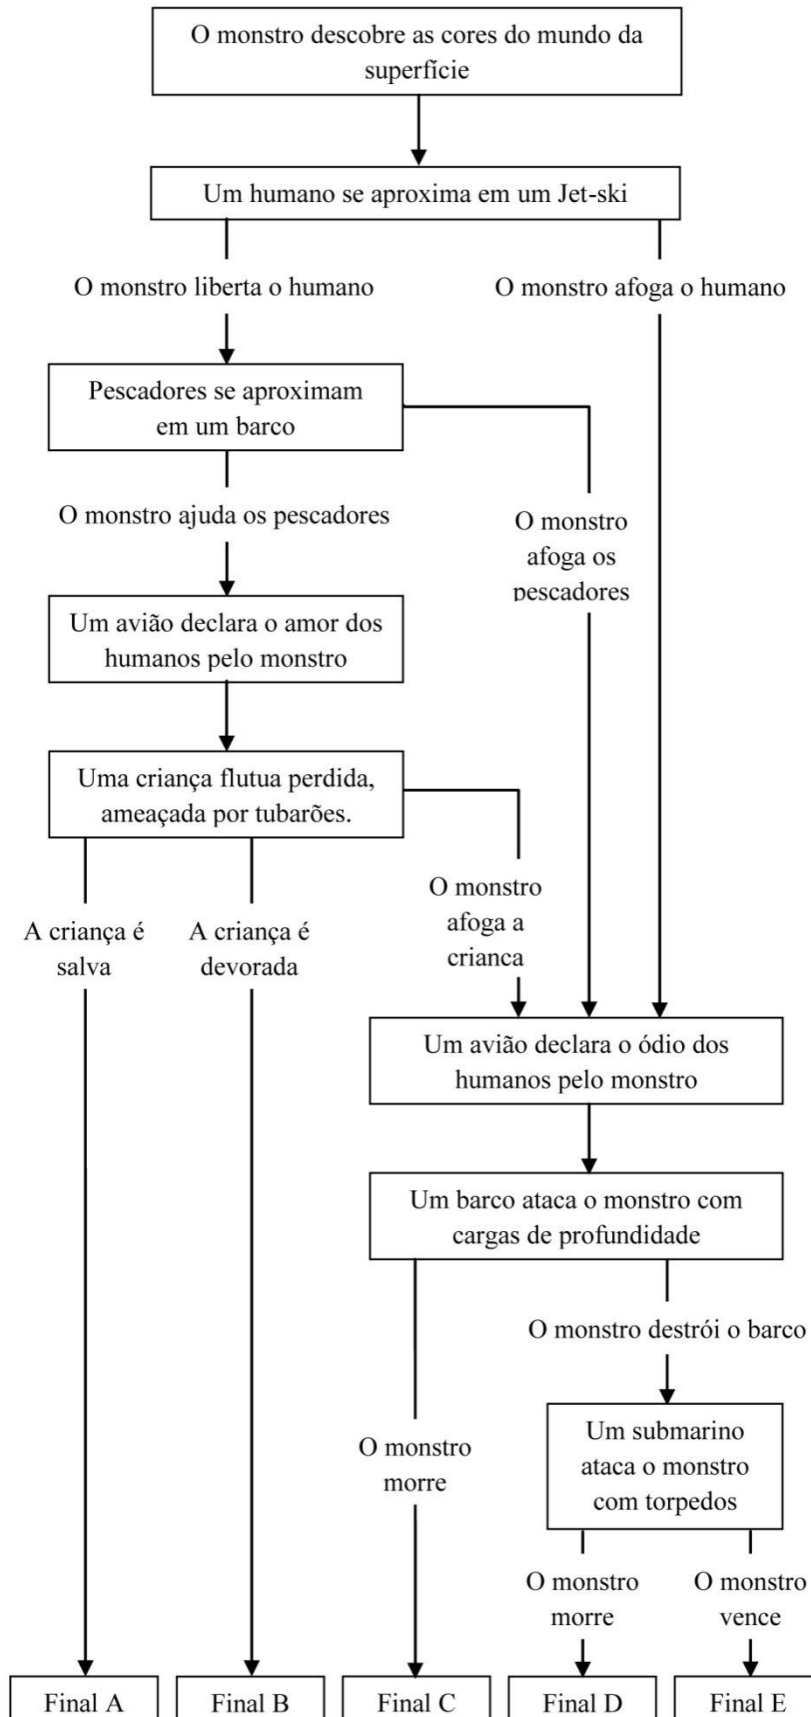 O monstro descobre as cores do mundo da
superfície
Um humano se aproxima em um Jet-ski
O monstro liberta o humano
O monstro afoga o humano
Pescadores se aproximam
em um barco
O monstro ajuda os pescadores
O monstro
afoga os
pescadores
Um avião declara o amor dos
humanos pelo monstro
Uma criança flutua perdida,
ameaçada por tubarões.
A criança é
salva
A criança é
devorada
O monstro
afoga a
crianca
Um avião declara o ódio dos
humanos pelo monstro
Um barco ataca o monstro com
cargas de profundidade
O monstro destrói o barco
O monstro
morre
Um submarino
ataca o monstro
com torpedos
O monstro
morre
O monstro
vence
Final A
Final B
Final C
Final D
Final E